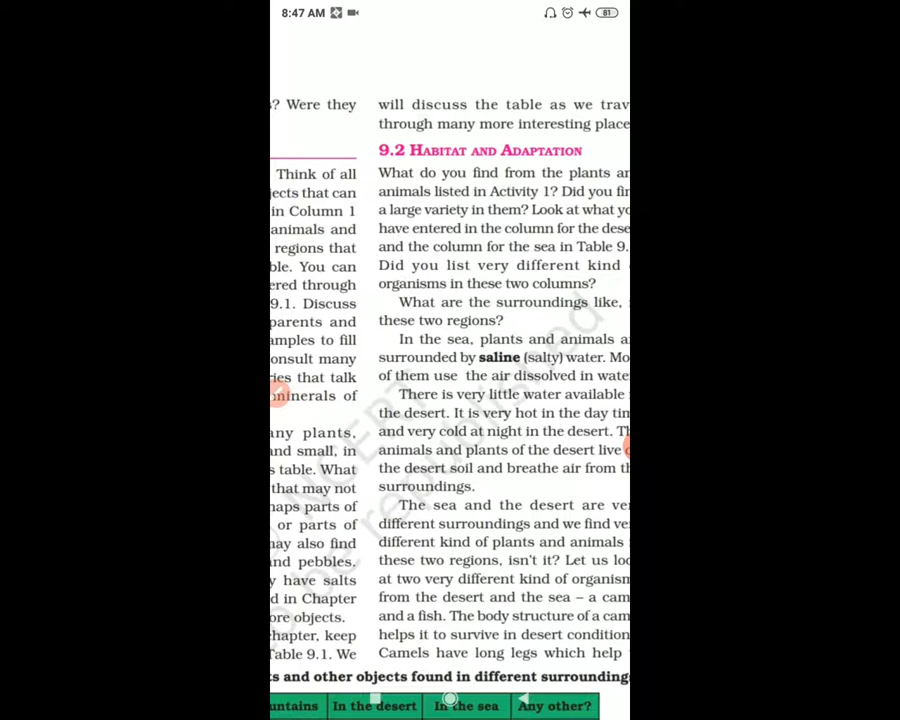 8:47 AM
81
? Were they
Think of all
jects that can
in Column 1
animals and
regions that
ble. You can
ered through
9.1. Discuss
parents and
amples to fill
onsult many
ries that talk
minerals of
any plants,
and small, in
s table. What
that may not
haps parts of
or parts of
may also find
and pebbles,
y have salts
d in Chapter
ore objects.
chapter, keep
Table 9.1. We
will discuss the table as we trav
through many more interesting place
9.2 HABITAT AND ADAPTATION
What do you find from the plants an
animals listed in Activity 1? Did you fin
a large variety in them? Look at what yo
have entered in the column for the dese
and the column for the sea in Table 9.
Did you list very different kind
organisms in these two columns?
What are the surroundings like,
these two regions?
In the sea, plants and animals a
surrounded by saline (salty) water. Mo
of them use the air dissolved in wate
There is very little water available
the desert. It is very hot in the day tim
and very cold at night in the desert. Th
animals and plants of the desert live
the desert soil and breathe air from th
surroundings.
The sea and the desert are ver
different surroundings and we find ve
different kind of plants and animals
these two regions, isn't it? Let us loo
at two very different kind of organism
from the desert and the sea – a cam
and a fish. The body structure of a cam
helps it to survive in desert condition
Camels have long legs which help
ts and other objects found in different surrounding
untains In the desert In the sea Any other?
NCERT
be republished